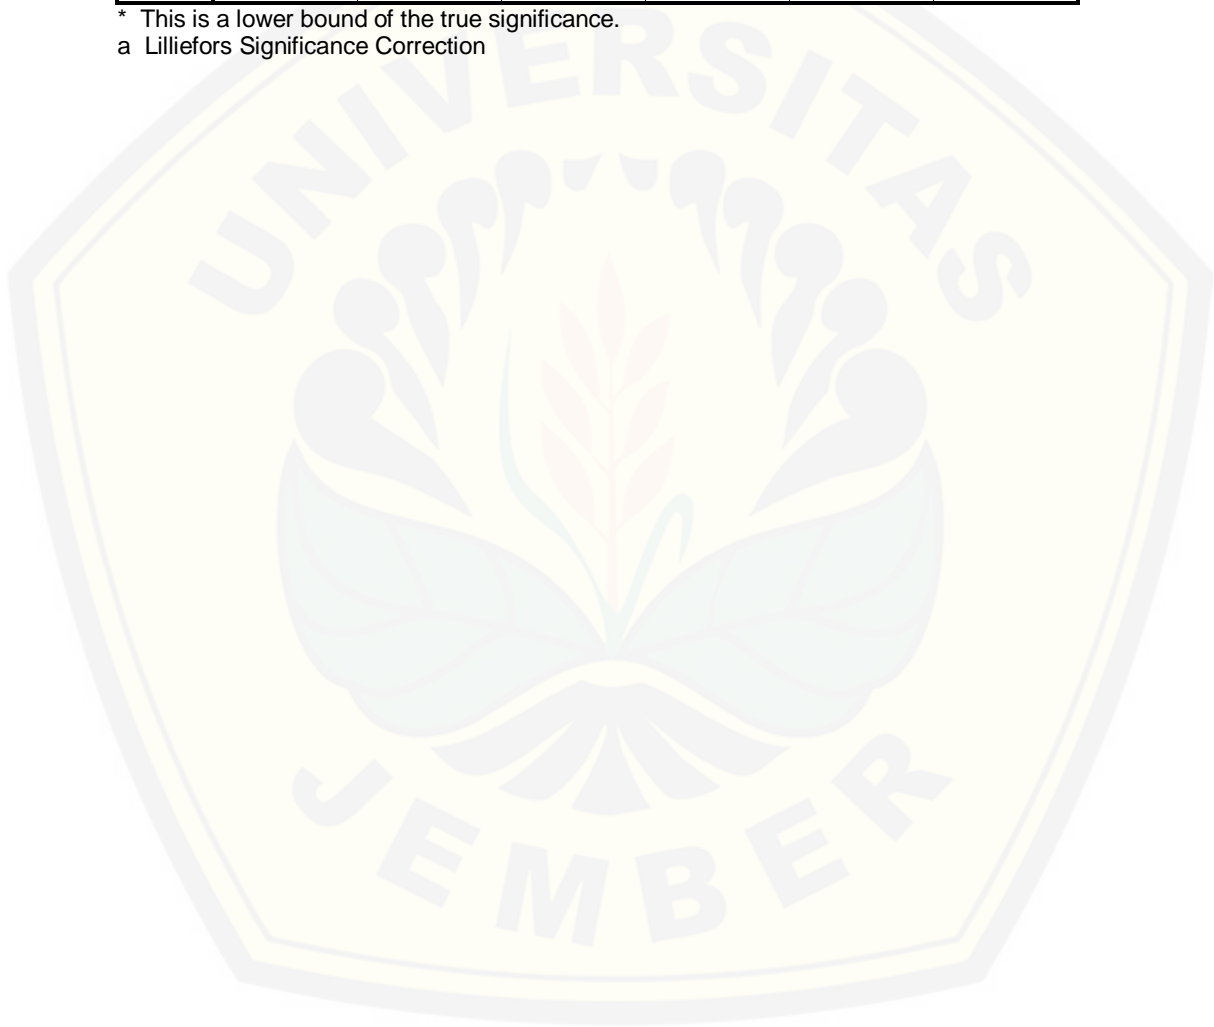 * This is a lower bound of the true significance.
a Lilliefors Significance Correction
UNIVERSITAS
JEMBER